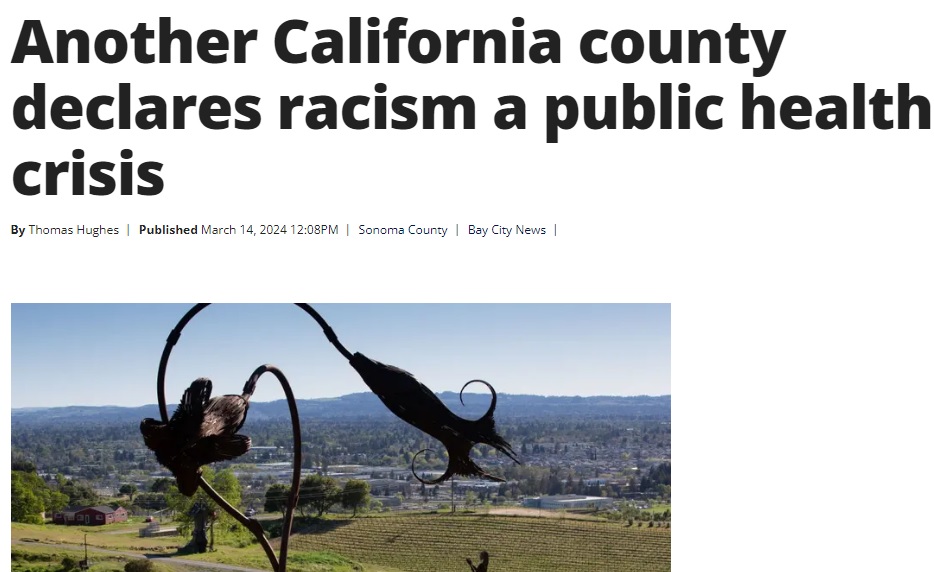 Another California county
declares racism a public health
crisis
By Thomas Hughes | Published March 14, 2024 12:08PM | Sonoma County | Bay City News |